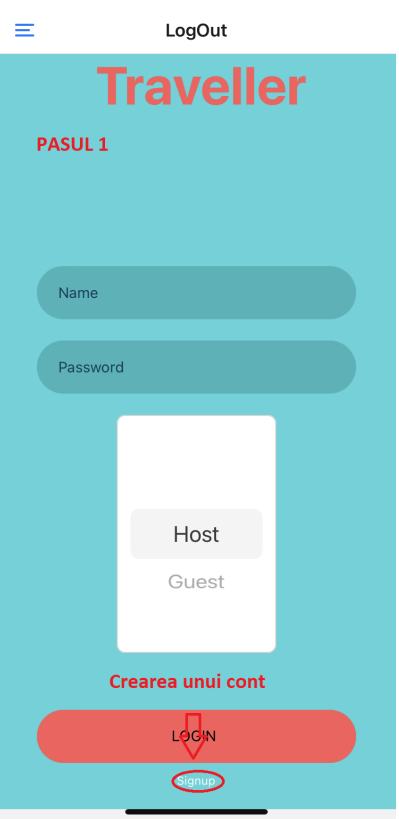 LogOut
Traveller
PASUL 1
Name
Password
Host
Guest
Crearea unui cont
LOGIN
Signup